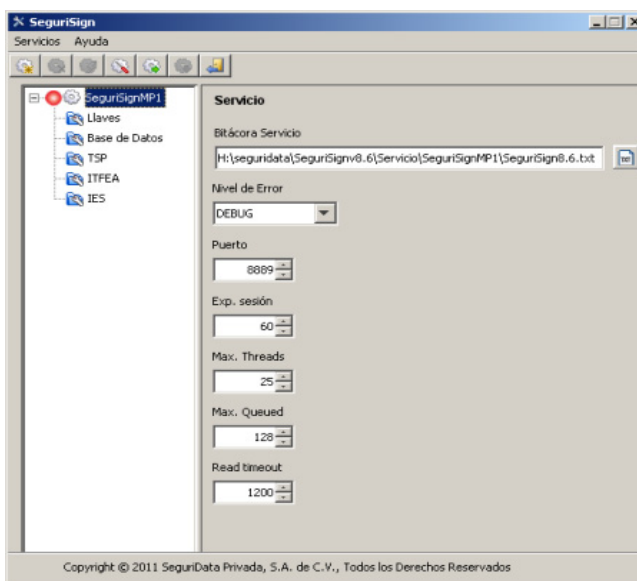 SeguriSign
Servicios Ayuda
SeguriSignMP1
Llaves
Base de Datos
TSP
ITFEA
IES
Servicio
Bitácora Servicio
H:\seguridata\SeguriSignv8.6\Servicio\SeguriSignMP1\SeguriSign8.6.txt
Nivel de Error
DEBUG
Puerto
8889
Exp. sesión
60
Max. Threads
25
Max. Queued
128
Read timeout
1200
Copyright © 2011 SeguriData Privada, S.A. de C.V., Todos los Derechos Reservados